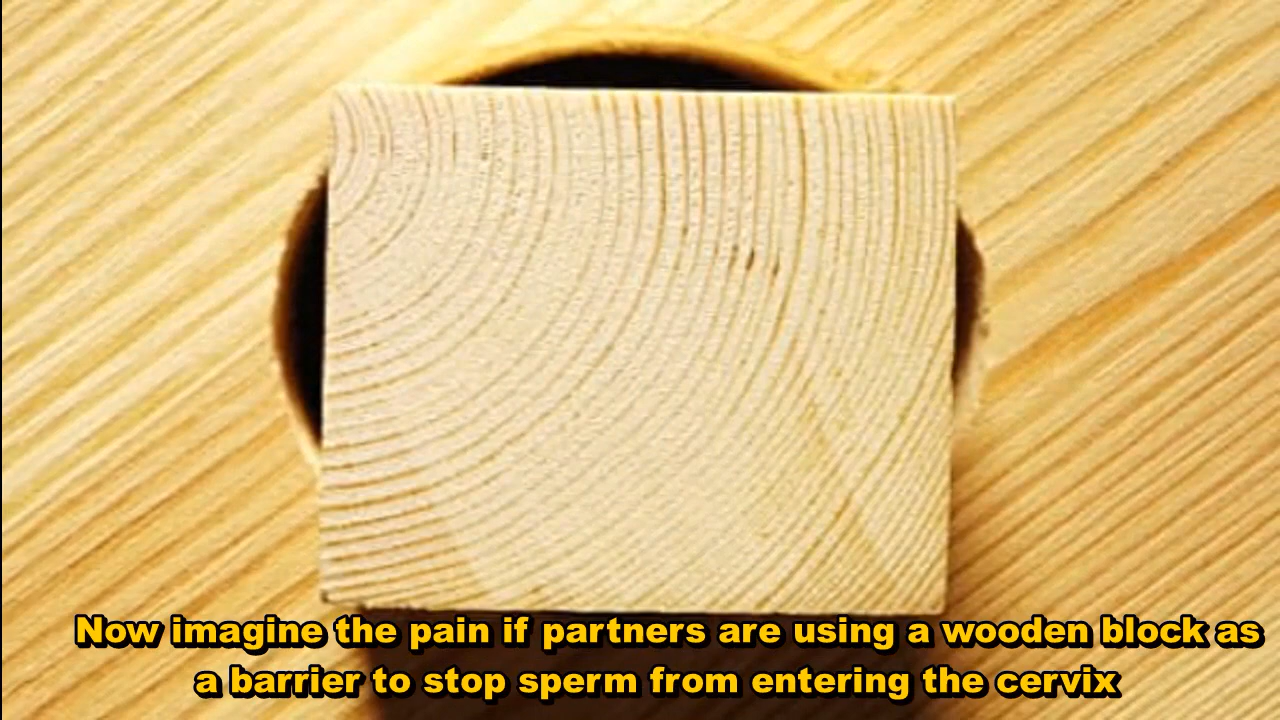 Now imagine the pain if partners are using a wooden block as
a barrier to stop sperm from entering the cervix